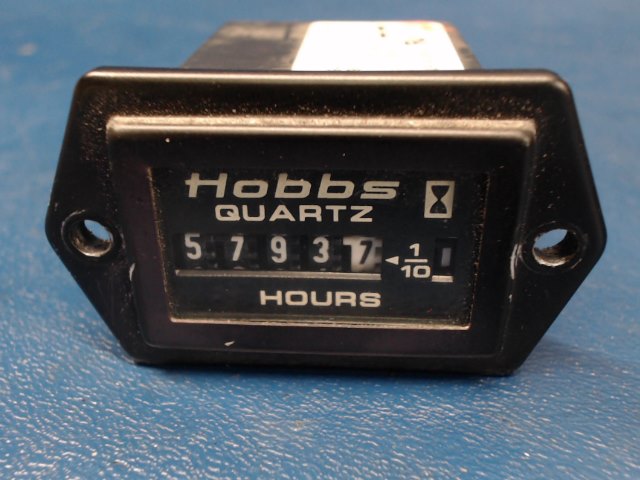 Hobbs
QUARTZ
5 7 9 3 7 ◄ 1/10
HOURS